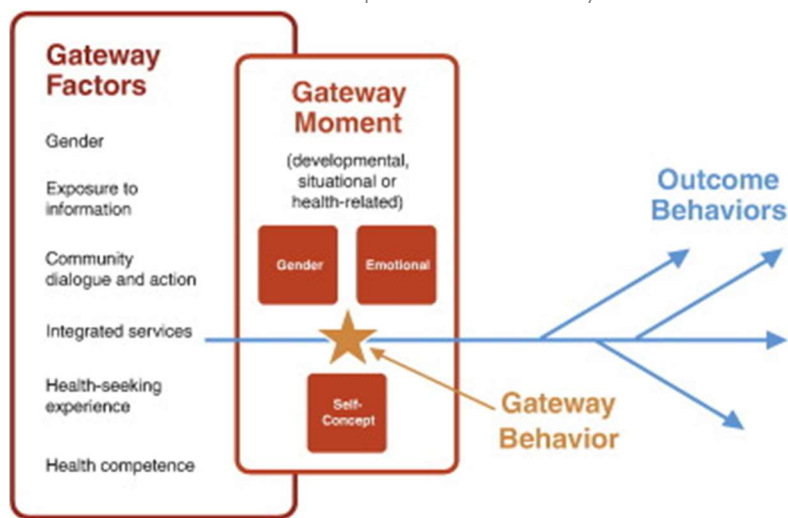 Gateway
Factors
Gender
Exposure to
information
Community
dialogue and action
Integrated services
Health-seeking
experience
Health competence
Gateway
Moment
(developmental,
situational or
health-related)
Gender
Emotional
Self-
Concept
Gateway
Behavior
Outcome
Behaviors